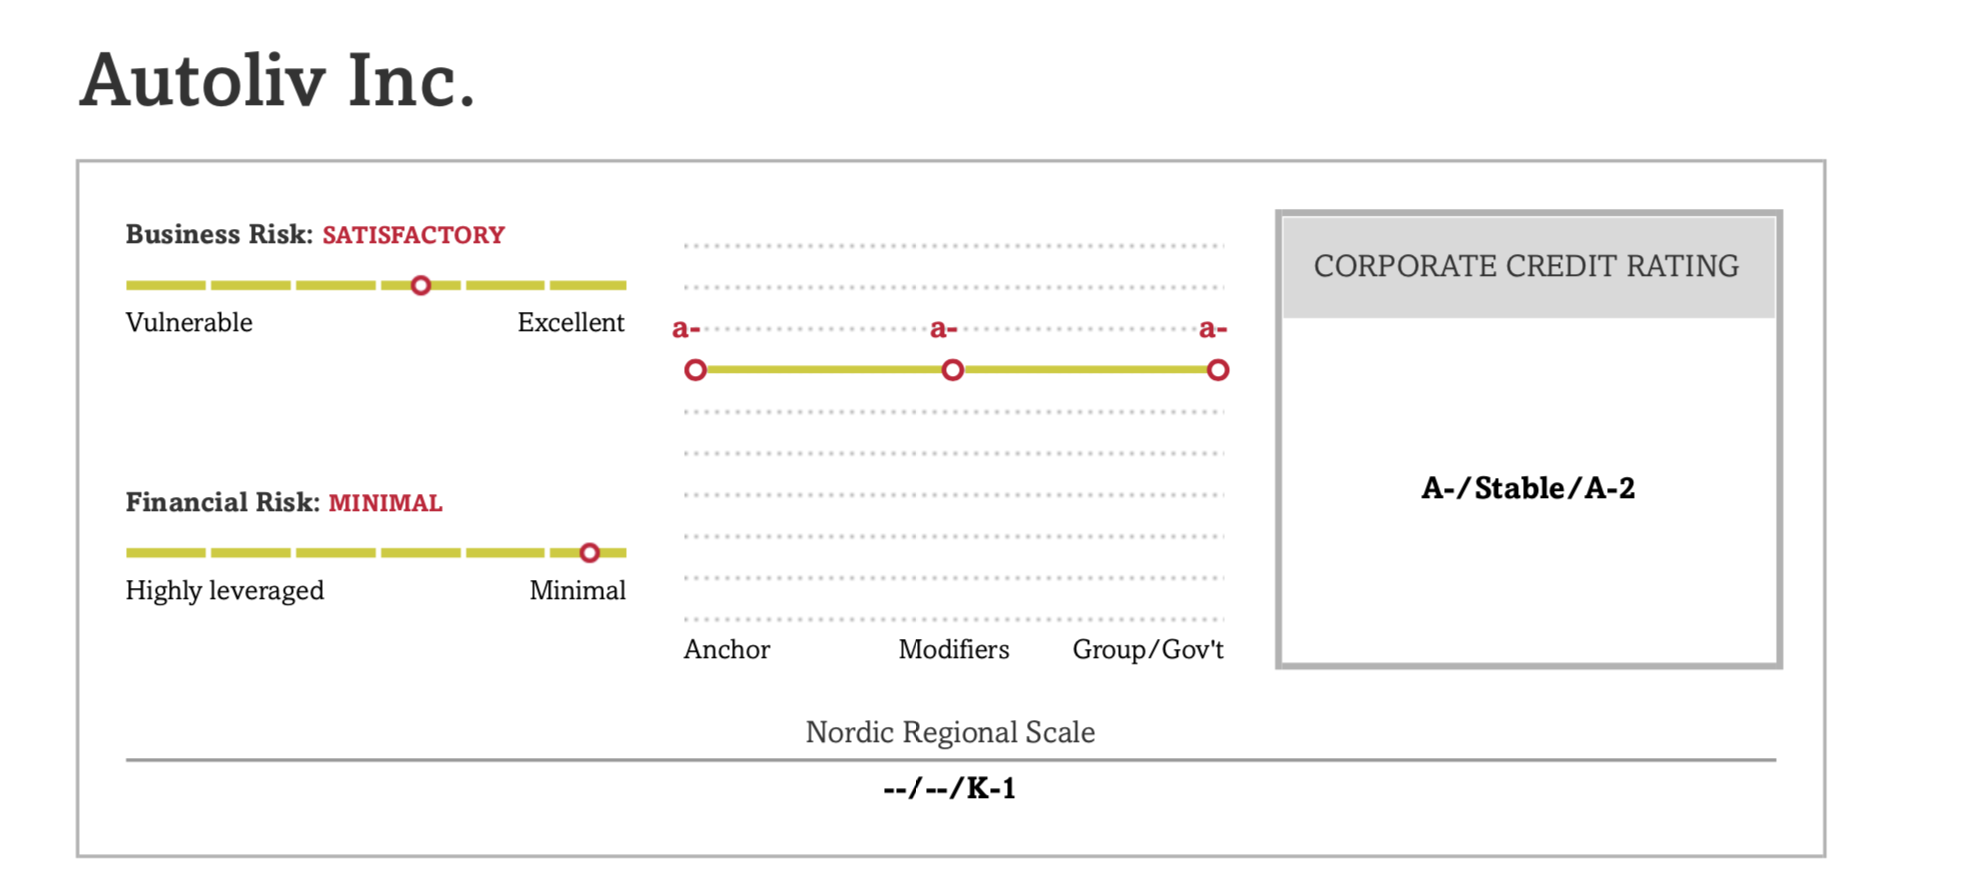 Autoliv Inc.
Business Risk: SATISFACTORY
Vulnerable Excellent
Financial Risk: MINIMAL
Highly leveraged Minimal
a- a- a-
Anchor Modifiers Group/Gov't
CORPORATE CREDIT RATING
A-/Stable/A-2
Nordic Regional Scale
--/--/K-1